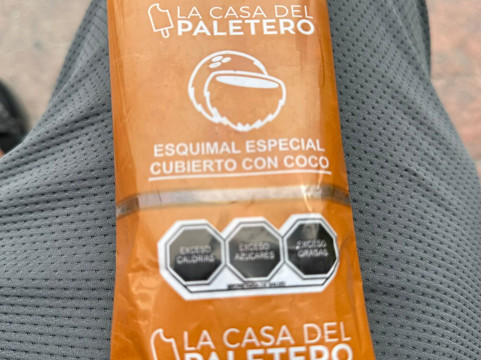 LA CASA DEL
PALETERO
ESQUIMAL ESPECIAL
CUBIERTO CON COCO
EXCESO
CALORÍAS
EXCESO
AZÚCARES
EXCESO
GRASAS
LA CASA DEL
PALETERO